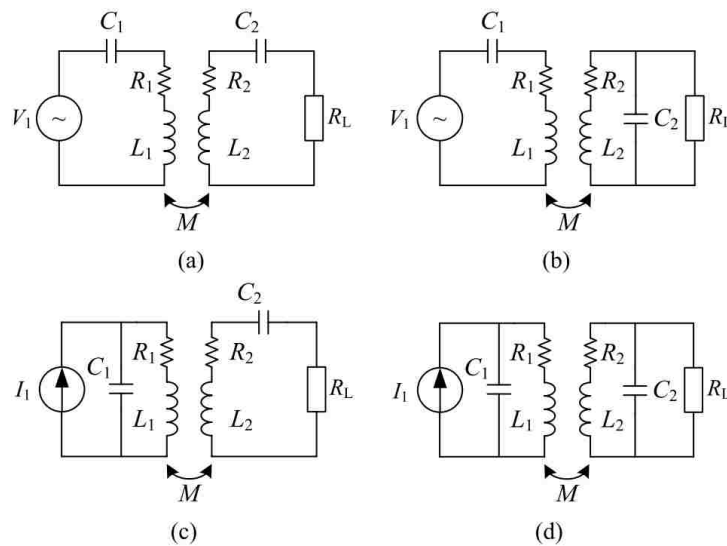 C1 C2 C1
R1 R2 R1 R2
V1 ~ RL V1 ~ C2 RL
L1 L2 L1 L2
M M
(a) (b)
C2
R1 R2 R1 R2
C1 C1
I1 RL I1 C2 RL
L1 L2 L1 L2
M M
(c) (d)